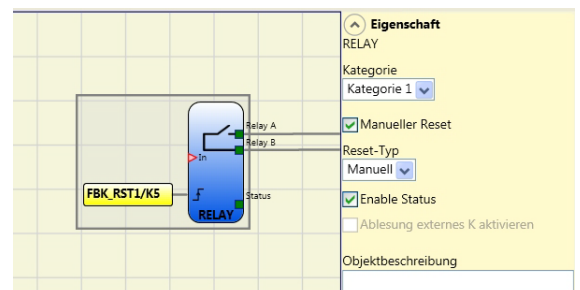 Eigenschaft
RELAY
Kategorie
Kategorie 1
Manueller Reset
Reset-Typ
Manuell
Enable Status
Ablesung externes K aktivieren
Objektbeschreibung
Relay A
Relay B
In
FBK_RST1/K5
Status
RELAY